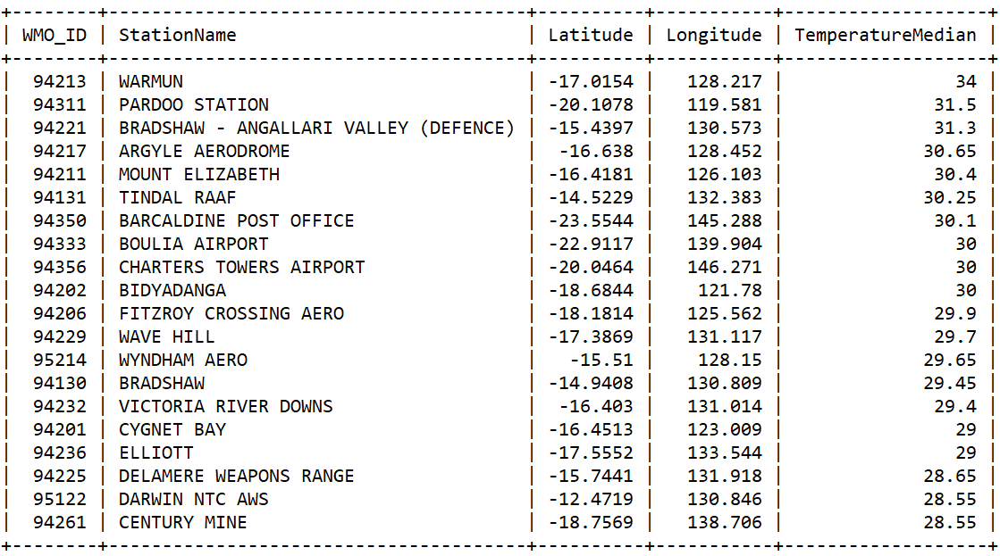 +--------+---------------------------------------+----------+-----------+-------------------+
| WMO_ID | StationName                           | Latitude | Longitude | TemperatureMedian |
+--------+---------------------------------------+----------+-----------+-------------------+
|  94213 | WARMUN                                | -17.0154 |   128.217 |                34 |
|  94311 | PARDOO STATION                        | -20.1078 |   119.581 |              31.5 |
|  94221 | BRADSHAW - ANGALLARI VALLEY (DEFENCE) | -15.4397 |   130.573 |              31.3 |
|  94217 | ARGYLE AERODROME                      |  -16.638 |   128.452 |             30.65 |
|  94211 | MOUNT ELIZABETH                       | -16.4181 |   126.103 |              30.4 |
|  94131 | TINDAL RAAF                           | -14.5229 |   132.383 |             30.25 |
|  94350 | BARCALDINE POST OFFICE                | -23.5544 |   145.288 |              30.1 |
|  94333 | BOULIA AIRPORT                        | -22.9117 |   139.904 |                30 |
|  94356 | CHARTERS TOWERS AIRPORT               | -20.0464 |   146.271 |                30 |
|  94202 | BIDYADANGA                            | -18.6844 |    121.78 |                30 |
|  94206 | FITZROY CROSSING AERO                 | -18.1814 |   125.562 |              29.9 |
|  94229 | WAVE HILL                             | -17.3869 |   131.117 |              29.7 |
|  95214 | WYNDHAM AERO                          |   -15.51 |    128.15 |             29.65 |
|  94130 | BRADSHAW                              | -14.9408 |   130.809 |             29.45 |
|  94232 | VICTORIA RIVER DOWNS                  |  -16.403 |   131.014 |              29.4 |
|  94201 | CYGNET BAY                            | -16.4513 |   123.009 |                29 |
|  94236 | ELLIOTT                               | -17.5552 |   133.544 |                29 |
|  94225 | DELAMERE WEAPONS RANGE                | -15.7441 |   131.918 |             28.65 |
|  95122 | DARWIN NTC AWS                        | -12.4719 |   130.846 |             28.55 |
|  94261 | CENTURY MINE                          | -18.7569 |   138.706 |             28.55 |
+--------+---------------------------------------+----------+-----------+-------------------+